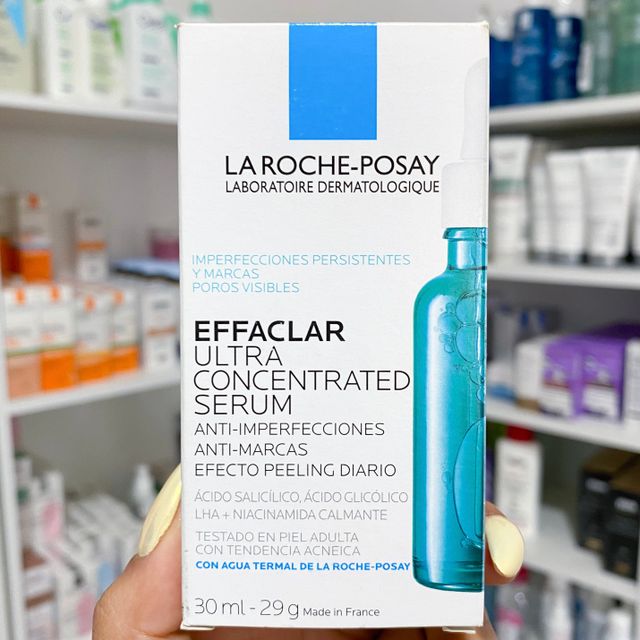 LA ROCHE-POSAY
LABORATOIRE DERMATOLOGIQUE
IMPERFECCIONES PERSISTENTES
Y MARCAS
POROS VISIBLES
EFFACLAR
ULTRA
CONCENTRATED
SERUM
ANTI-IMPERFECCIONES
ANTI-MARCAS
EFECTO PEELING DIARIO
ÁCIDO SALICÍLICO, ÁCIDO GLICÓLICO
LHA + NIACINAMIDA CALMANTE
TESTADO EN PIEL ADULTA
CON TENDENCIA ACNEICA
CON AGUA TERMAL DE LA ROCHE-POSAY
30 ml - 29 g Made in France